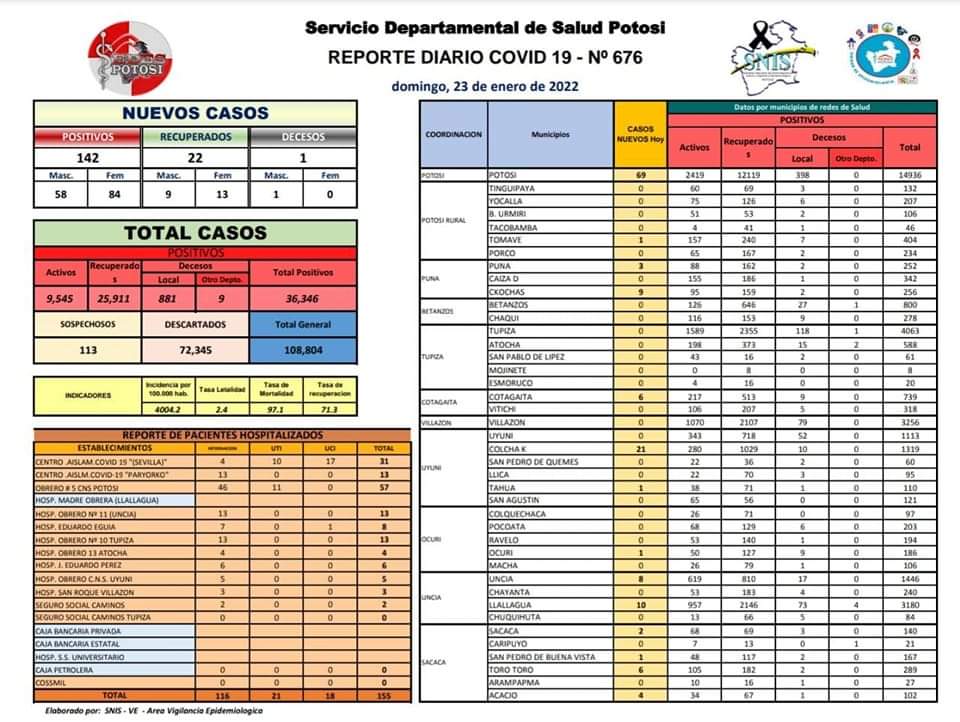 Servicio Departamental de Salud Potosi
REPORTE DIARIO COVID 19 - Nº 676
domingo, 23 de enero de 2022
POTOSI
SNIS
NUEVOS CASOS
POSITIVOS RECUPERADOS DECESOS
142 22 1
Masc. Fem Masc. Fem Masc. Fem
58 84 9 13 1 0
TOTAL CASOS
POSITIVOS
Activos Recuperados Decesos Total Positivos
Local Otro Depto.
9,545 25,911 881 9 36,346
SOSPECHOSOS DESCARTADOS Total General
113 72,345 108,804
INDICADORES Incidencia por 100.000 hab. Tasa Letalidad Tasa de Mortalidad Tasa de recuperacion
4004.2 2.4 97.1 71.3
REPORTE DE PACIENTES HOSPITALIZADOS
ESTABLECIMIENTOS INTERNACION UTI UCI TOTAL
CENTRO .AISLAM.COVID 19 "(SEVILLA)" 4 10 17 31
CENTRO .AISLM.COVID-19 "PARYORKO" 13 0 0 13
OBRERO # 5 CNS POTOSI 46 11 0 57
HOSP. MADRE OBRERA (LLALLAGUA)
HOSP. OBRERO Nº 11 (UNCIA) 13 0 0 13
HOSP. EDUARDO EGUIA 7 0 1 8
HOSP. OBRERO Nº 10 TUPIZA 13 0 0 13
HOSP. OBRERO 13 ATOCHA 4 0 0 4
HOSP. J. EDUARDO PEREZ 6 0 0 6
HOSP. OBRERO C.N.S. UYUNI 5 0 0 5
HOSP. SAN ROQUE VILLAZON 3 0 0 3
SEGURO SOCIAL CAMINOS 2 0 0 2
SEGURO SOCIAL CAMINOS TUPIZA 0 0 0 0
CAJA BANCARIA PRIVADA
CAJA BANCARIA ESTATAL
HOSP. S.S. UNIVERSITARIO
CAJA PETROLERA 0 0 0 0
COSSMIL 0 0 0 0
TOTAL 116 21 18 155
Elaborado por: SNIS - VE - Area Vigilancia Epidemiologica
COORDINACION Municipios CASOS NUEVOS Hoy Datos por municipios de redes de Salud
POSITIVOS
Activos Recuperados Decesos Total
Local Otro Depto.
POTOSI POTOSI 69 2419 12119 398 0 14936
POTOSI RURAL TINGUIPAYA 0 60 69 3 0 132
YOCALLA 0 75 126 6 0 207
B. URMIRI 0 51 53 2 0 106
TACOBAMBA 0 4 41 1 0 46
TOMAVE 1 157 240 7 0 404
PORCO 0 65 167 2 0 234
PUNA PUNA 3 88 162 2 0 252
CAIZA D 0 155 186 1 0 342
CKOCHAS 9 95 159 2 0 256
BETANZOS BETANZOS 0 126 646 27 1 800
CHAQUI 0 116 153 9 0 278
TUPIZA TUPIZA 0 1589 2355 118 1 4063
ATOCHA 0 198 373 15 2 588
SAN PABLO DE LIPEZ 0 43 16 2 0 61
MOJINETE 0 0 8 0 0 8
ESMORUCO 0 4 16 0 0 20
COTAGAITA COTAGAITA 6 217 513 9 0 739
VITICHI 0 106 207 5 0 318
VILLAZON VILLAZON 0 1070 2107 79 0 3256
UYUNI UYUNI 0 343 718 52 0 1113
COLCHA K 21 280 1029 10 0 1319
SAN PEDRO DE QUEMES 0 22 36 2 0 60
LLICA 0 22 70 3 0 95
TAHUA 1 38 71 1 0 110
SAN AGUSTIN 0 65 56 0 0 121
OCURI COLQUECHACA 0 26 71 0 0 97
POCOATA 0 68 129 6 0 203
RAVELO 0 53 140 1 0 194
OCURI 1 50 127 9 0 186
MACHA 0 26 79 1 0 106
UNCIA UNCIA 8 619 810 17 0 1446
CHAYANTA 0 53 183 4 0 240
LLALLAGUA 10 957 2146 73 4 3180
CHUQUIHUTA 0 13 66 5 0 84
SACACA SACACA 2 68 69 3 0 140
CARIPUYO 0 7 13 0 1 21
SAN PEDRO DE BUENA VISTA 1 48 117 2 0 167
TORO TORO 6 105 182 2 0 289
ARAMPAPMA 0 10 16 1 0 27
ACACIO 4 34 67 1 0 102